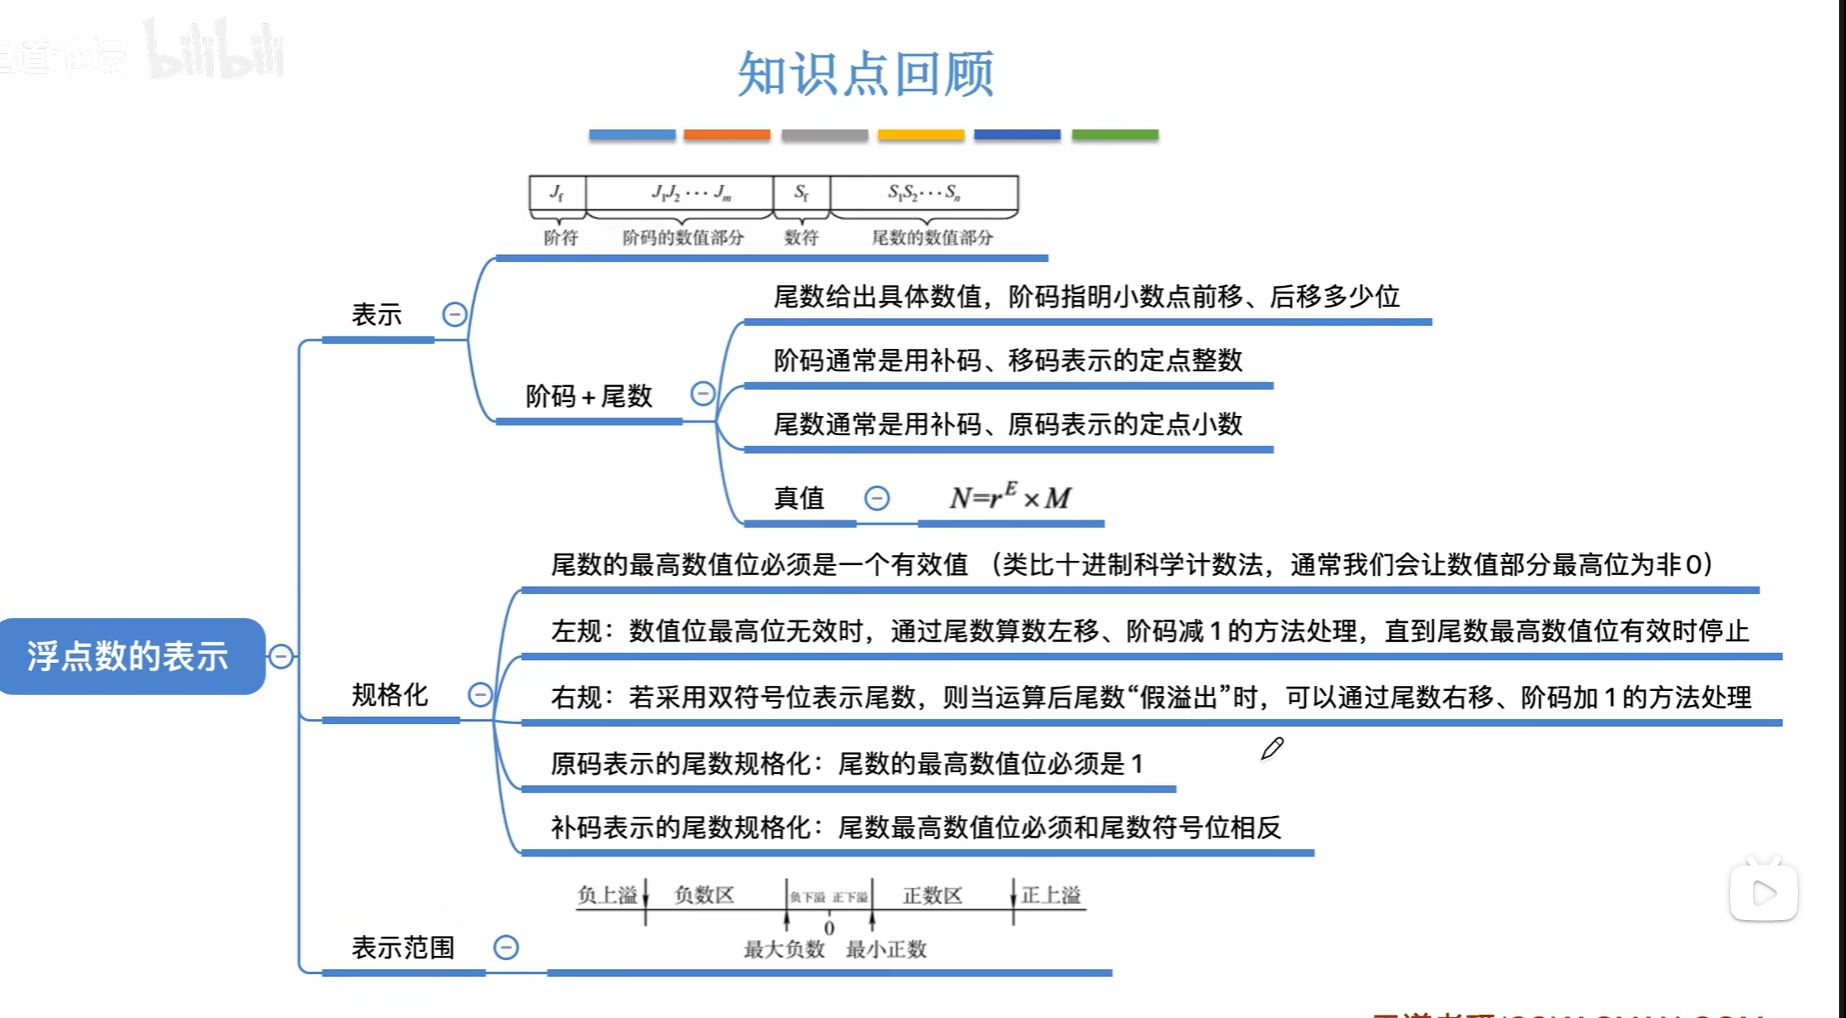 bilibili
知识点回顾
Jf J1J2 ··· Jm Sf S1S2 ··· Sn
阶符 阶码的数值部分 数符 尾数的数值部分
表示
尾数给出具体数值，阶码指明小数点前移、后移多少位
阶码通常是用补码、移码表示的定点整数
阶码+尾数
尾数通常是用补码、原码表示的定点小数
真值 N=r^E×M
尾数的最高数值位必须是一个有效值 （类比十进制科学计数法，通常我们会让数值部分最高位为非0）
左规：数值位最高位无效时，通过尾数算数左移、阶码减1的方法处理，直到尾数最高数值位有效时停止
浮点数的表示
规格化
右规：若采用双符号位表示尾数，则当运算后尾数“假溢出”时，可以通过尾数右移、阶码加1的方法处理
原码表示的尾数规格化：尾数的最高数值位必须是1
补码表示的尾数规格化：尾数最高数值位必须和尾数符号位相反
负上溢 负数区 负下溢 正下溢 正数区 正上溢
0
表示范围
最大负数 最小正数